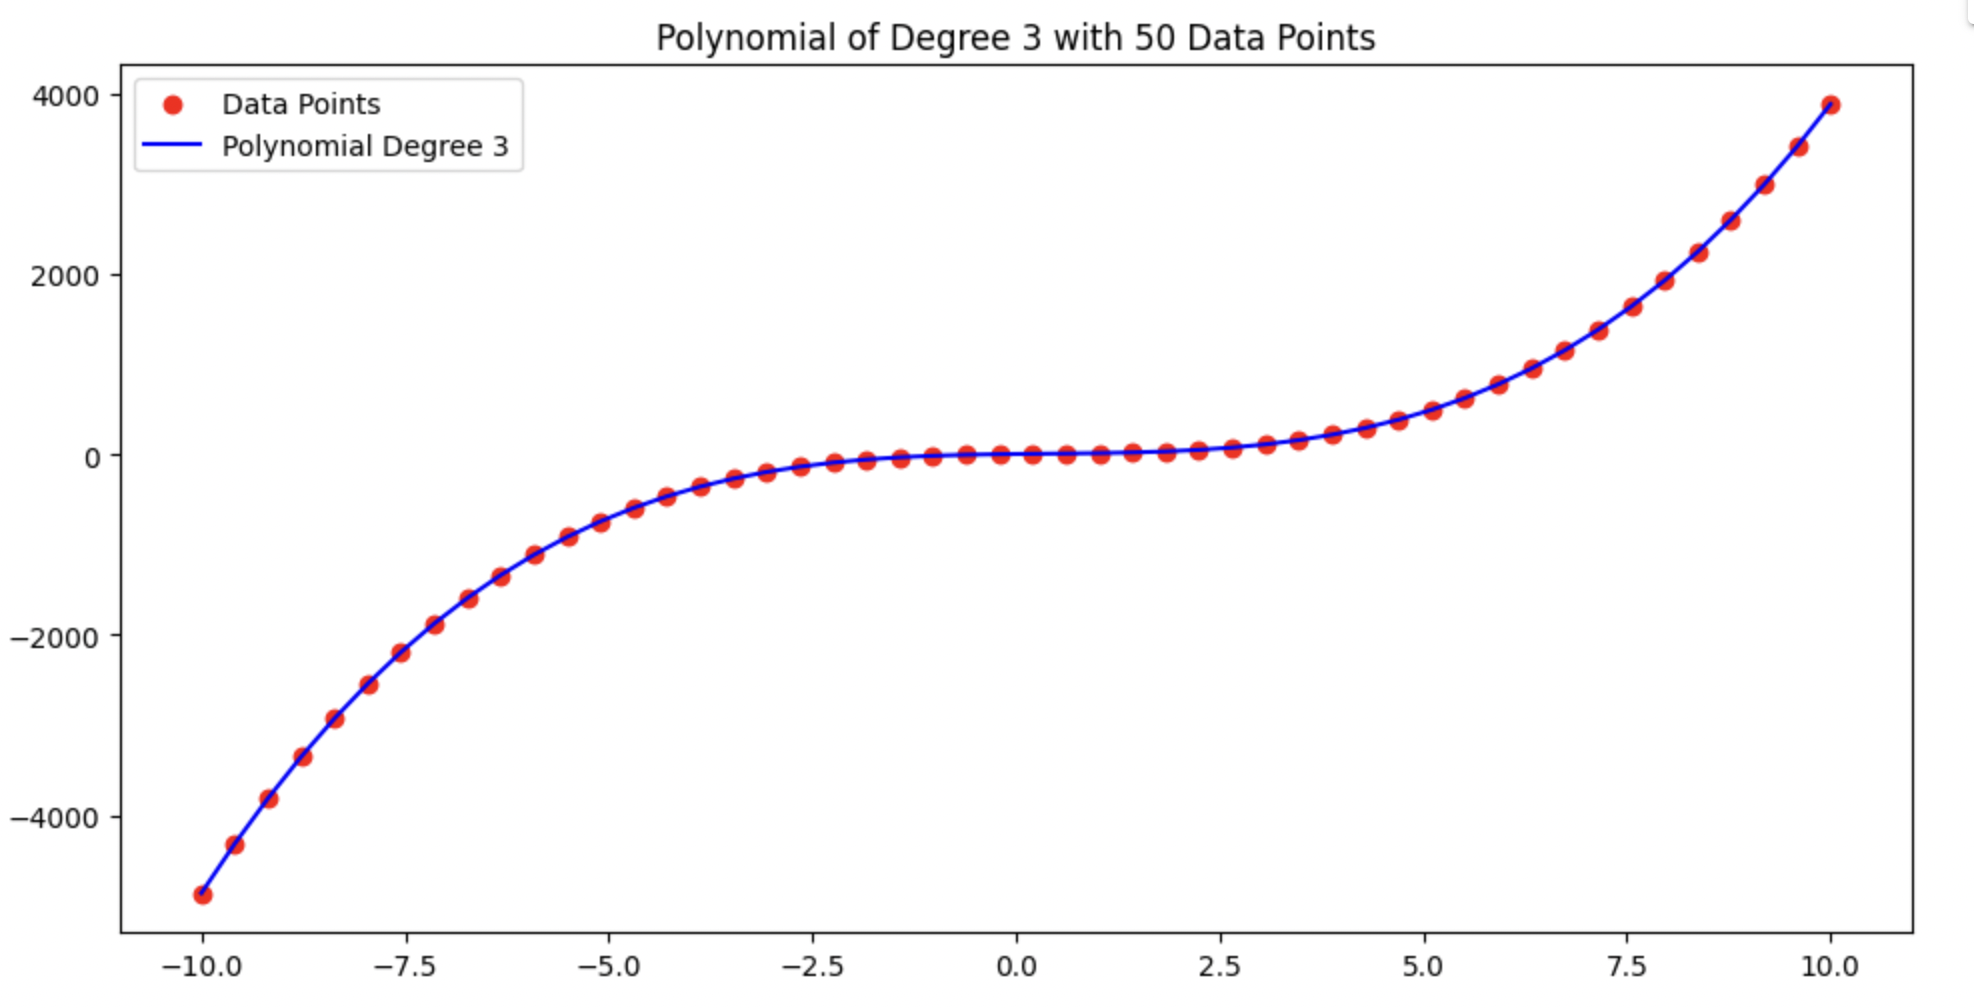 Polynomial of Degree 3 with 50 Data Points
Data Points
Polynomial Degree 3
4000
2000
0
−2000
−4000
−10.0 −7.5 −5.0 −2.5 0.0 2.5 5.0 7.5 10.0